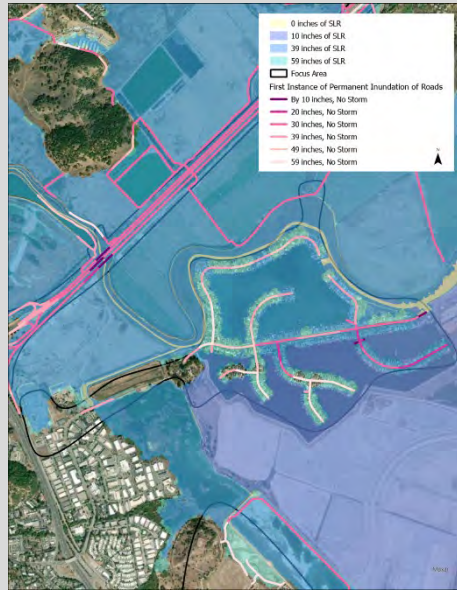 0 inches of SLR
10 inches of SLR
39 inches of SLR
59 inches of SLR
Focus Area
First Instance of Permanent Inundation of Roads
By 10 inches, No Storm
20 inches, No Storm
30 inches, No Storm
39 inches, No Storm
49 inches, No Storm
59 inches, No Storm